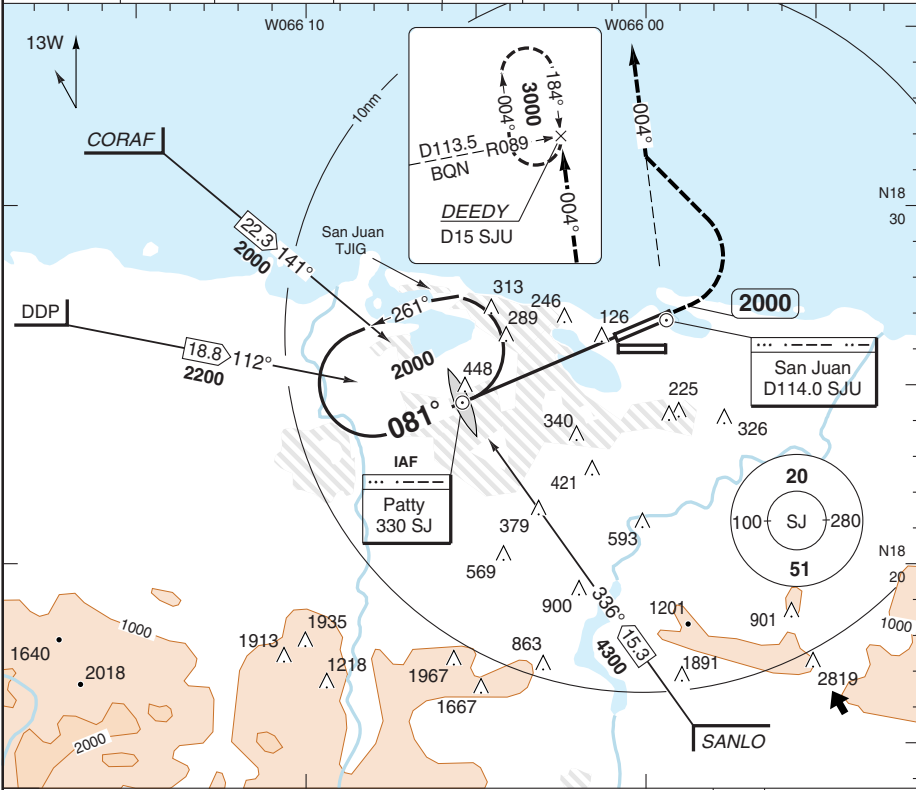 W066 10
W066 00
13W
10nm
CORAF
22.3
141°
2000
004°
184°
3000
D113.5
R089
BQN
DEEDY
D15 SJU
004°
004°
N18
30
San Juan
TJIG
DDP
18.8
112°
2200
261°
2000
081°
313
289
246
126
448
2000
San Juan
D114.0 SJU
225
326
340
421
IAF
Patty
330 SJ
379
569
593
20
100
SJ
280
51
N18
20
900
336°
15.3
4300
1201
901
1000
1000
1640
2018
2000
1913
1935
1218
1967
1667
863
1891
2819
SANLO